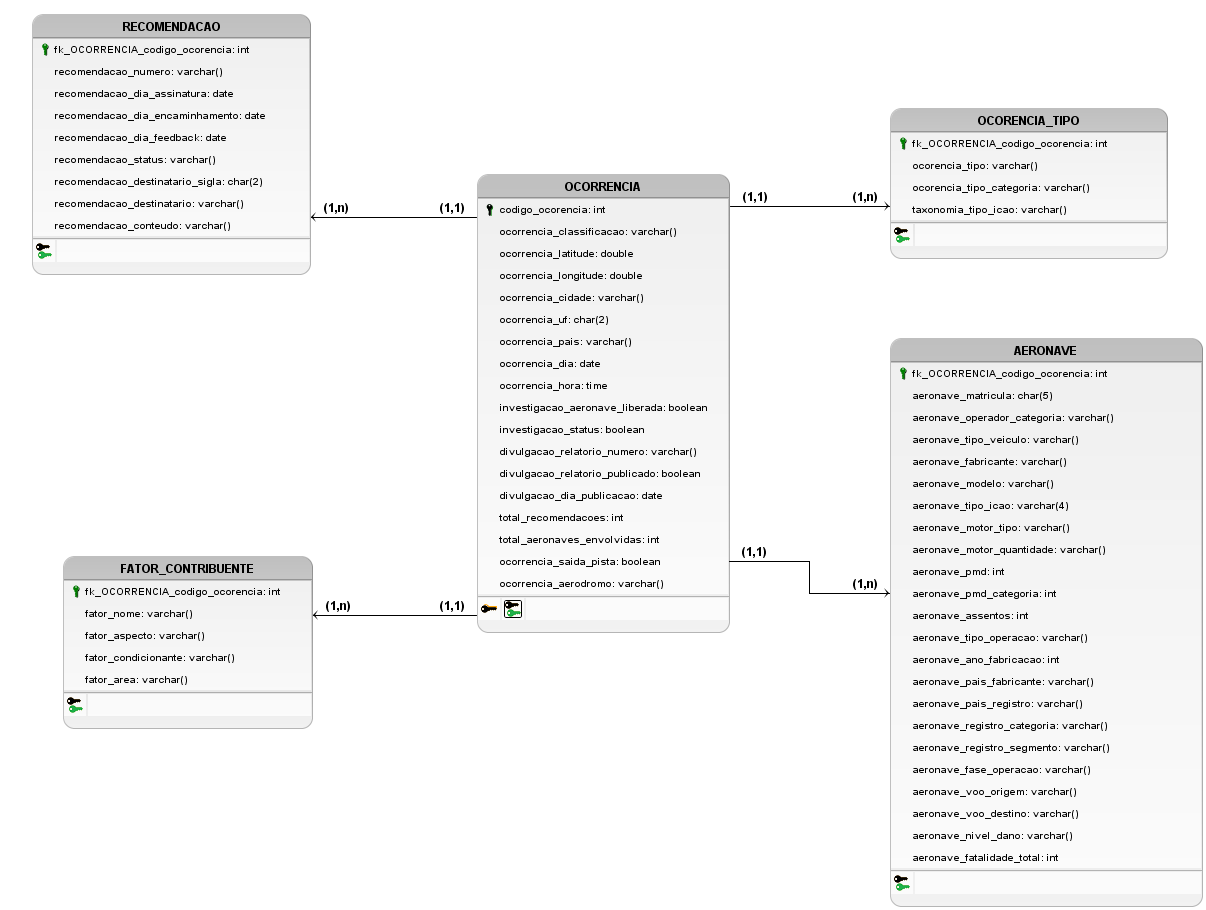 RECOMENDACAO
fk_OCORRENCIA_codigo_ocorencia: int
recomendacao_numero: varchar()
recomendacao_dia_assinatura: date
recomendacao_dia_encaminhamento: date
recomendacao_dia_feedback: date
recomendacao_status: varchar()
recomendacao_destinatario_sigla: char(2)
recomendacao_destinatario: varchar()
recomendacao_conteudo: varchar()
(1,n)
(1,1)
OCORRENCIA
codigo_ocorencia: int
ocorrencia_classificacao: varchar()
ocorrencia_latitude: double
ocorrencia_longitude: double
ocorrencia_cidade: varchar()
ocorrencia_uf: char(2)
ocorrencia_pais: varchar()
ocorrencia_dia: date
ocorrencia_hora: time
investigacao_aeronave_liberada: boolean
investigacao_status: boolean
divulgacao_relatorio_numero: varchar()
divulgacao_relatorio_publicado: boolean
divulgacao_dia_publicacao: date
total_recomendacoes: int
total_aeronaves_envolvidas: int
ocorrencia_saida_pista: boolean
ocorrencia_aerodromo: varchar()
(1,1)
(1,n)
OCORENCIA_TIPO
fk_OCORRENCIA_codigo_ocorencia: int
ocorencia_tipo: varchar()
ocorencia_tipo_categoria: varchar()
taxonomia_tipo_icao: varchar()
(1,1)
(1,n)
AERONAVE
fk_OCORRENCIA_codigo_ocorencia: int
aeronave_matricula: char(5)
aeronave_operador_categoria: varchar()
aeronave_tipo_veiculo: varchar()
aeronave_fabricante: varchar()
aeronave_modelo: varchar()
aeronave_tipo_icao: varchar(4)
aeronave_motor_tipo: varchar()
aeronave_motor_quantidade: varchar()
aeronave_pmd: int
aeronave_pmd_categoria: int
aeronave_assentos: int
aeronave_tipo_operacao: varchar()
aeronave_ano_fabricacao: int
aeronave_pais_fabricante: varchar()
aeronave_pais_registro: varchar()
aeronave_registro_categoria: varchar()
aeronave_registro_segmento: varchar()
aeronave_fase_operacao: varchar()
aeronave_voo_origem: varchar()
aeronave_voo_destino: varchar()
aeronave_nivel_dano: varchar()
aeronave_fatalidade_total: int
FATOR_CONTRIBUENTE
fk_OCORRENCIA_codigo_ocorencia: int
fator_nome: varchar()
fator_aspecto: varchar()
fator_condicionante: varchar()
fator_area: varchar()
(1,n)
(1,1)